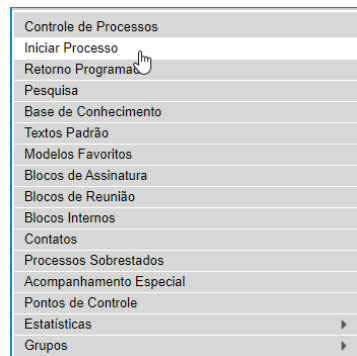 Controle de Processos
Iniciar Processo
Retorno Programado
Pesquisa
Base de Conhecimento
Textos Padrão
Modelos Favoritos
Blocos de Assinatura
Blocos de Reunião
Blocos Internos
Contatos
Processos Sobrestados
Acompanhamento Especial
Pontos de Controle
Estatísticas
Grupos